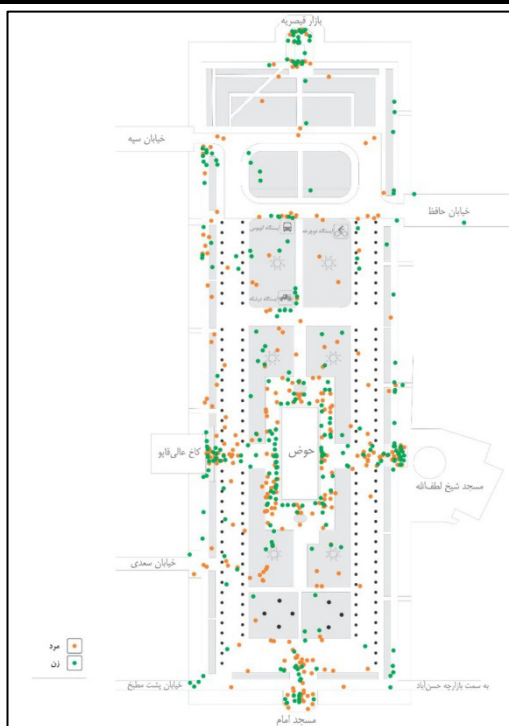 بازار قیصریه
خیابان سپه
خیابان حافظ
ایستگاه اتوبوس
ایستگاه دوچرخه
ایستگاه درشکه
حوض
کاخ عالی‌قاپو
مسجد شیخ لطف‌الله
خیابان سعدی
مرد
زن
خیابان پشت مطبخ
به سمت بازارچه حسن‌آباد
مسجد امام